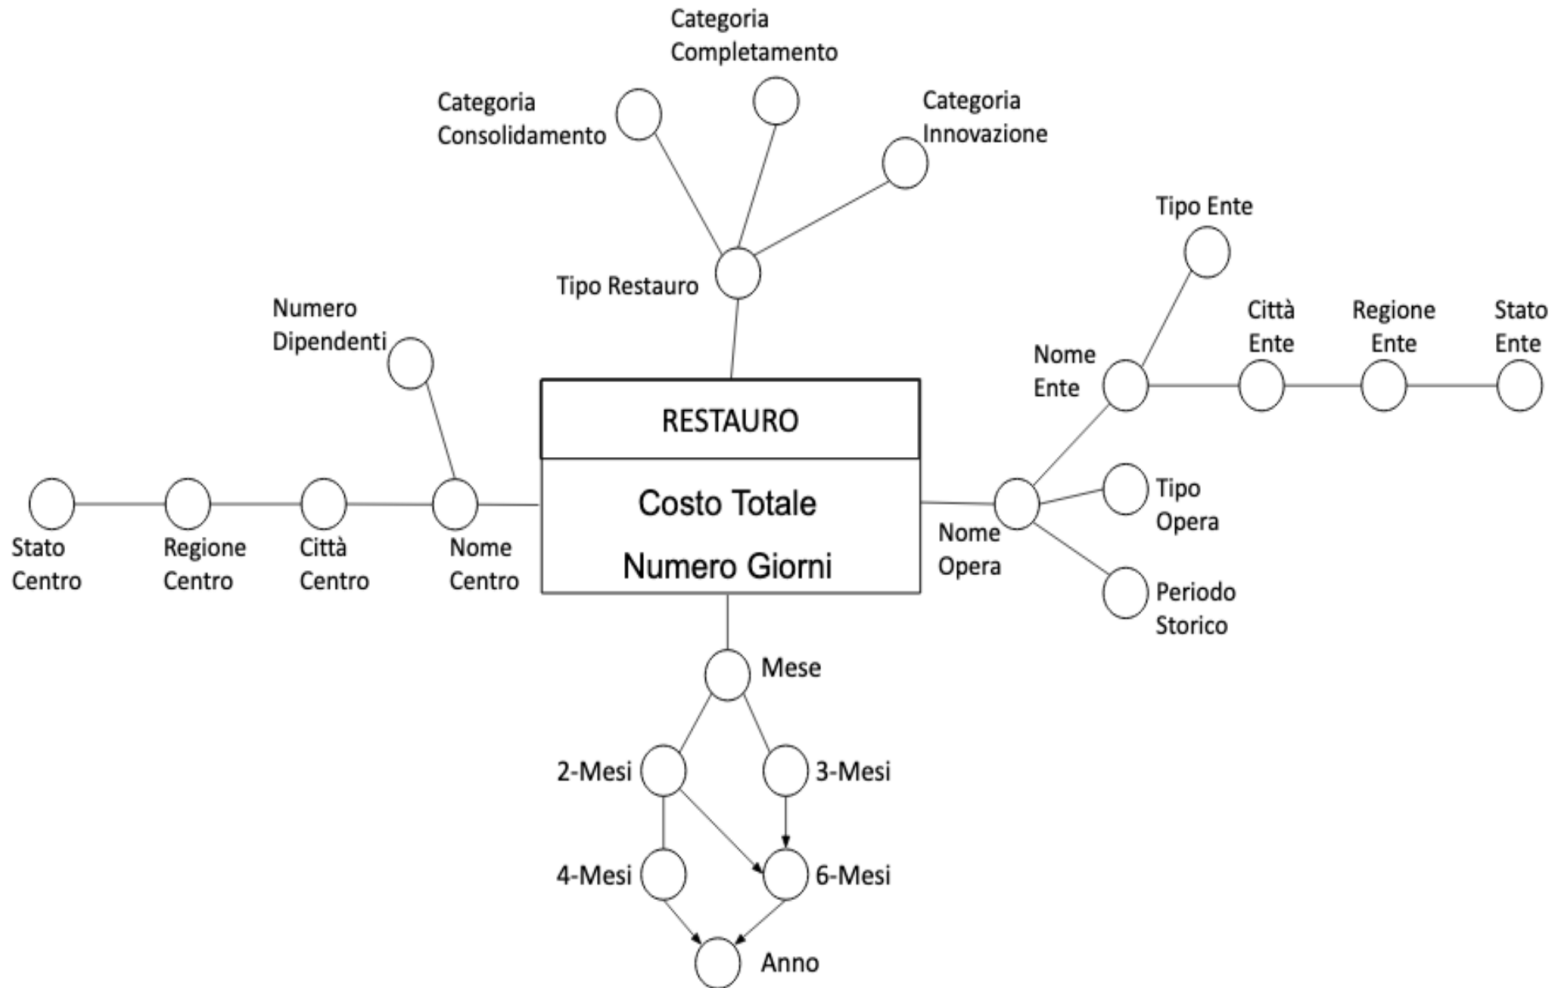 Categoria
Completamento
Categoria
Consolidamento
Categoria
Innovazione
Tipo Ente
Tipo Restauro
Numero
Dipendenti
Città
Ente
Regione
Ente
Stato
Ente
Nome
Ente
RESTAURO
Costo Totale
Numero Giorni
Tipo
Opera
Nome
Opera
Stato
Centro
Regione
Centro
Città
Centro
Nome
Centro
Periodo
Storico
Mese
2-Mesi
3-Mesi
4-Mesi
6-Mesi
Anno